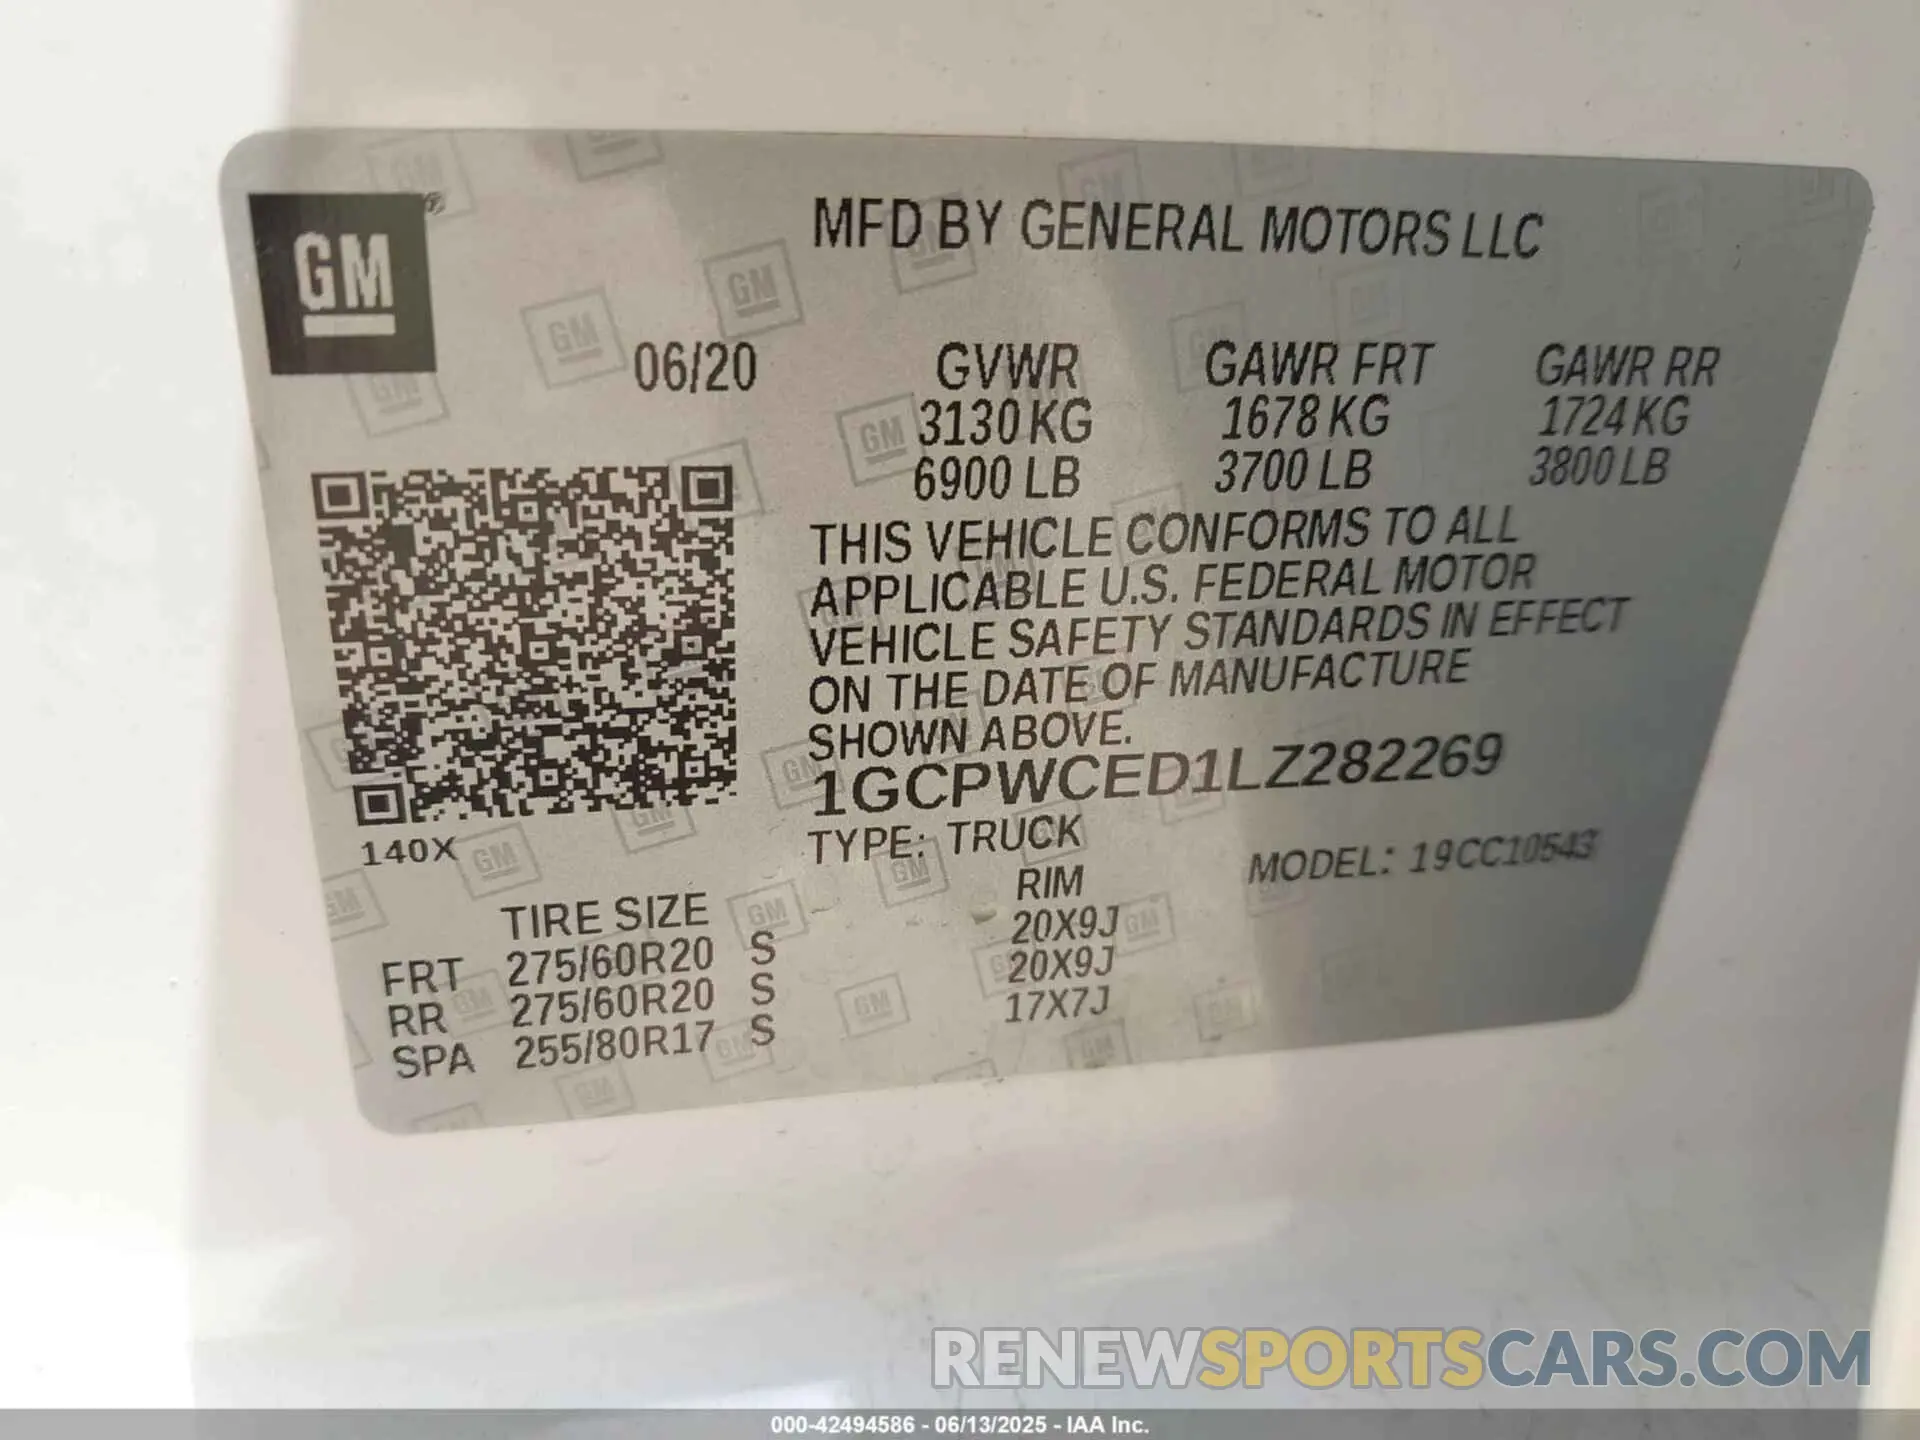 GM
MFD BY GENERAL MOTORS LLC
06/20 GVWR GAWR FRT GAWR RR
3130 KG 1678 KG 1724 KG
6900 LB 3700 LB 3800 LB
THIS VEHICLE CONFORMS TO ALL
APPLICABLE U.S. FEDERAL MOTOR
VEHICLE SAFETY STANDARDS IN EFFECT
ON THE DATE OF MANUFACTURE
SHOWN ABOVE.
1GCPWCED1LZ282269
140X
TYPE: TRUCK MODEL: 19CC10543
TIRE SIZE RIM
FRT 275/60R20 S 20X9J
RR 275/60R20 S 20X9J
SPA 255/80R17 S 17X7J
RENEWSPORTSCARS.COM
000-42494586 - 06/13/2025 - IAA Inc.